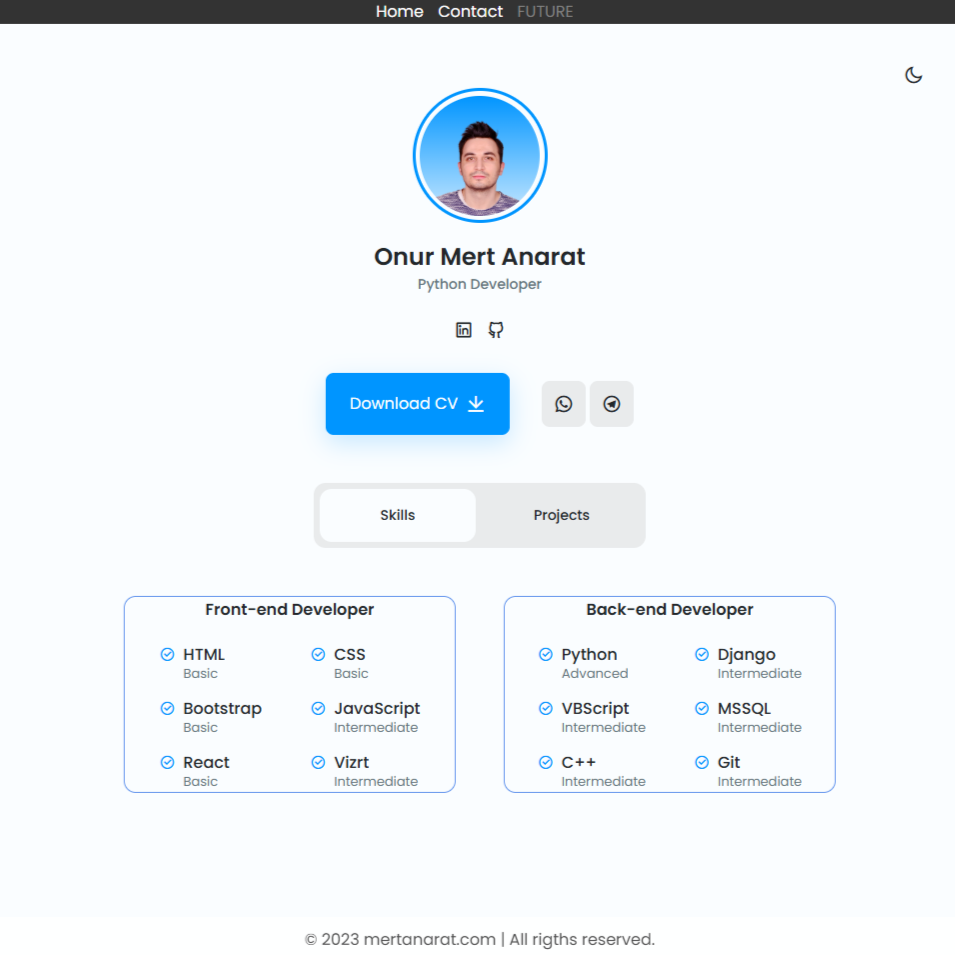 Home Contact FUTURE
Onur Mert Anarat
Python Developer
Download CV
Skills Projects
Front-end Developer
HTML CSS
Basic Basic
Bootstrap JavaScript
Basic Intermediate
React Vizrt
Basic Intermediate
Back-end Developer
Python Django
Advanced Intermediate
VBScript MSSQL
Intermediate Intermediate
C++ Git
Intermediate Intermediate
© 2023 mertanarat.com | All rigths reserved.